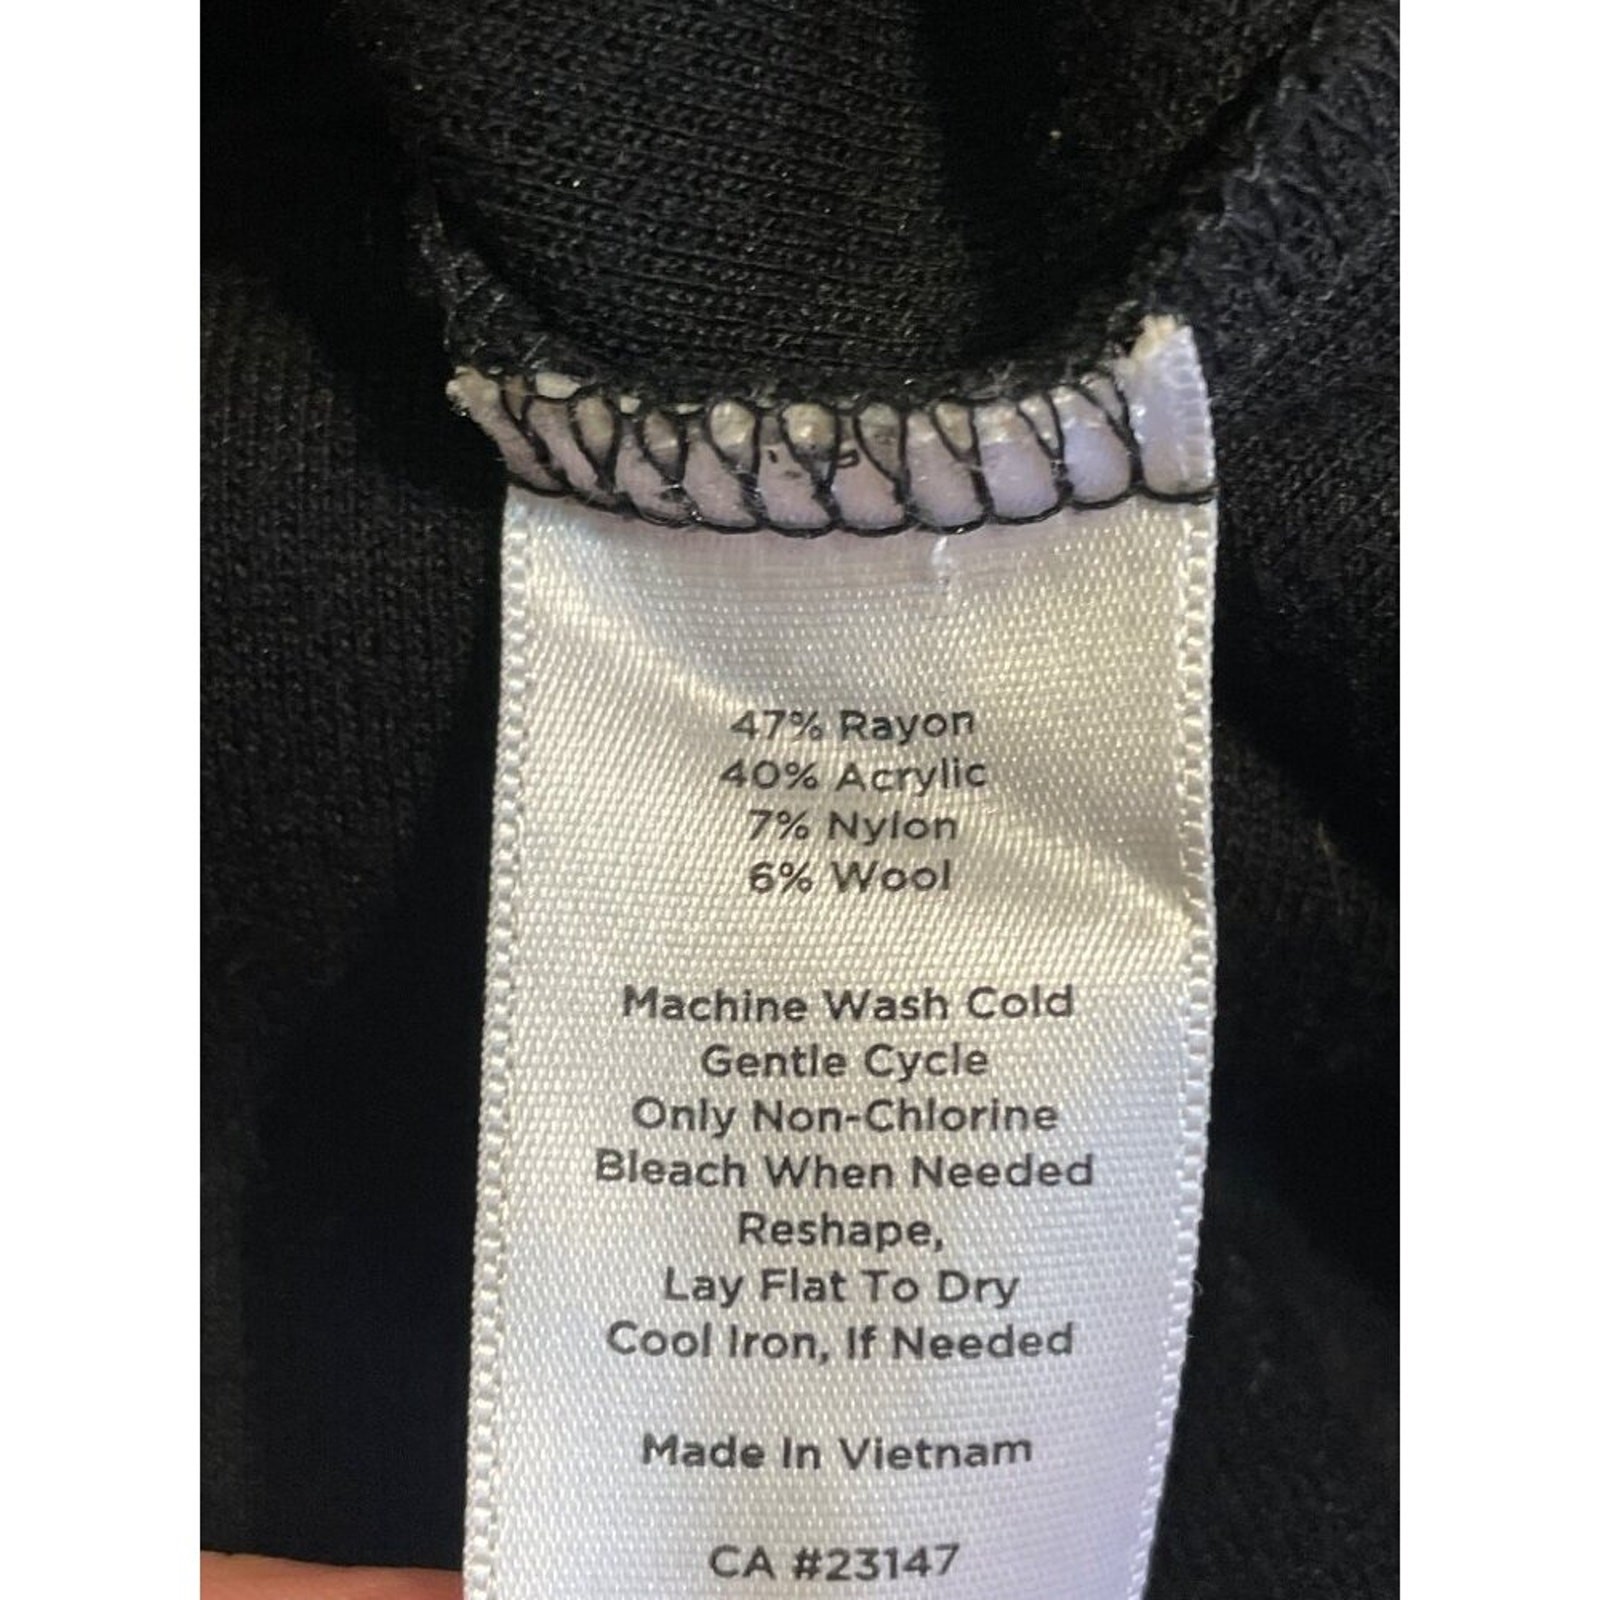 47% Rayon
40% Acrylic
7% Nylon
6% Wool
Machine Wash Cold
Gentle Cycle
Only Non-Chlorine
Bleach When Needed
Reshape,
Lay Flat To Dry
Cool Iron, If Needed
Made In Vietnam
CA #23147